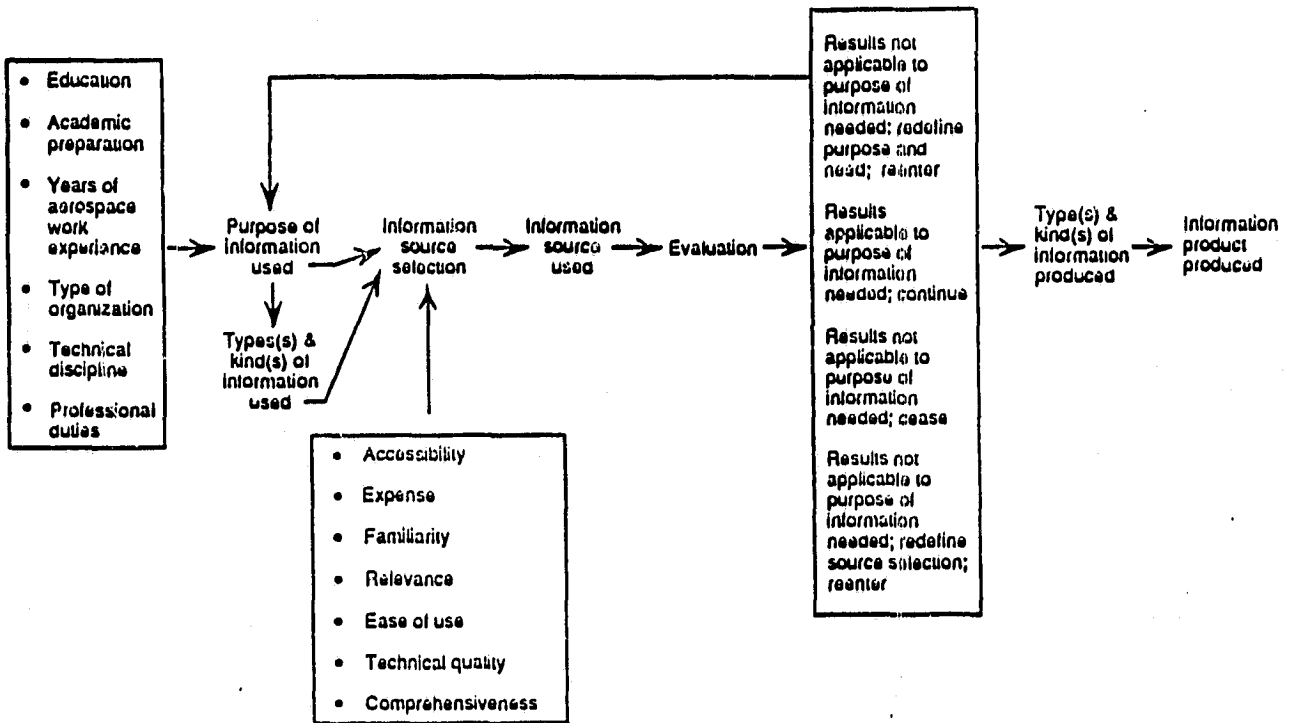 • Education
• Academic
preparation
• Years of
aerospace
work
experience
• Type of
organization
• Technical
discipline
• Professional
duties
Purpose of
information
used
Types(s) &
kind(s) of
information
used
Information
source
selection
• Accessibility
• Expense
• Familiarity
• Relevance
• Ease of use
• Technical quality
• Comprehensiveness
Information
source
used
Evaluation
Results not
applicable to
purpose of
information
needed; redefine
purpose and
need; reenter
Results
applicable to
purpose of
information
needed; continue
Results not
applicable to
purpose of
information
needed; cease
Results not
applicable to
purpose of
information
needed; redefine
source selection;
reenter
Type(s) &
kind(s) of
information
produced
Information
product
produced